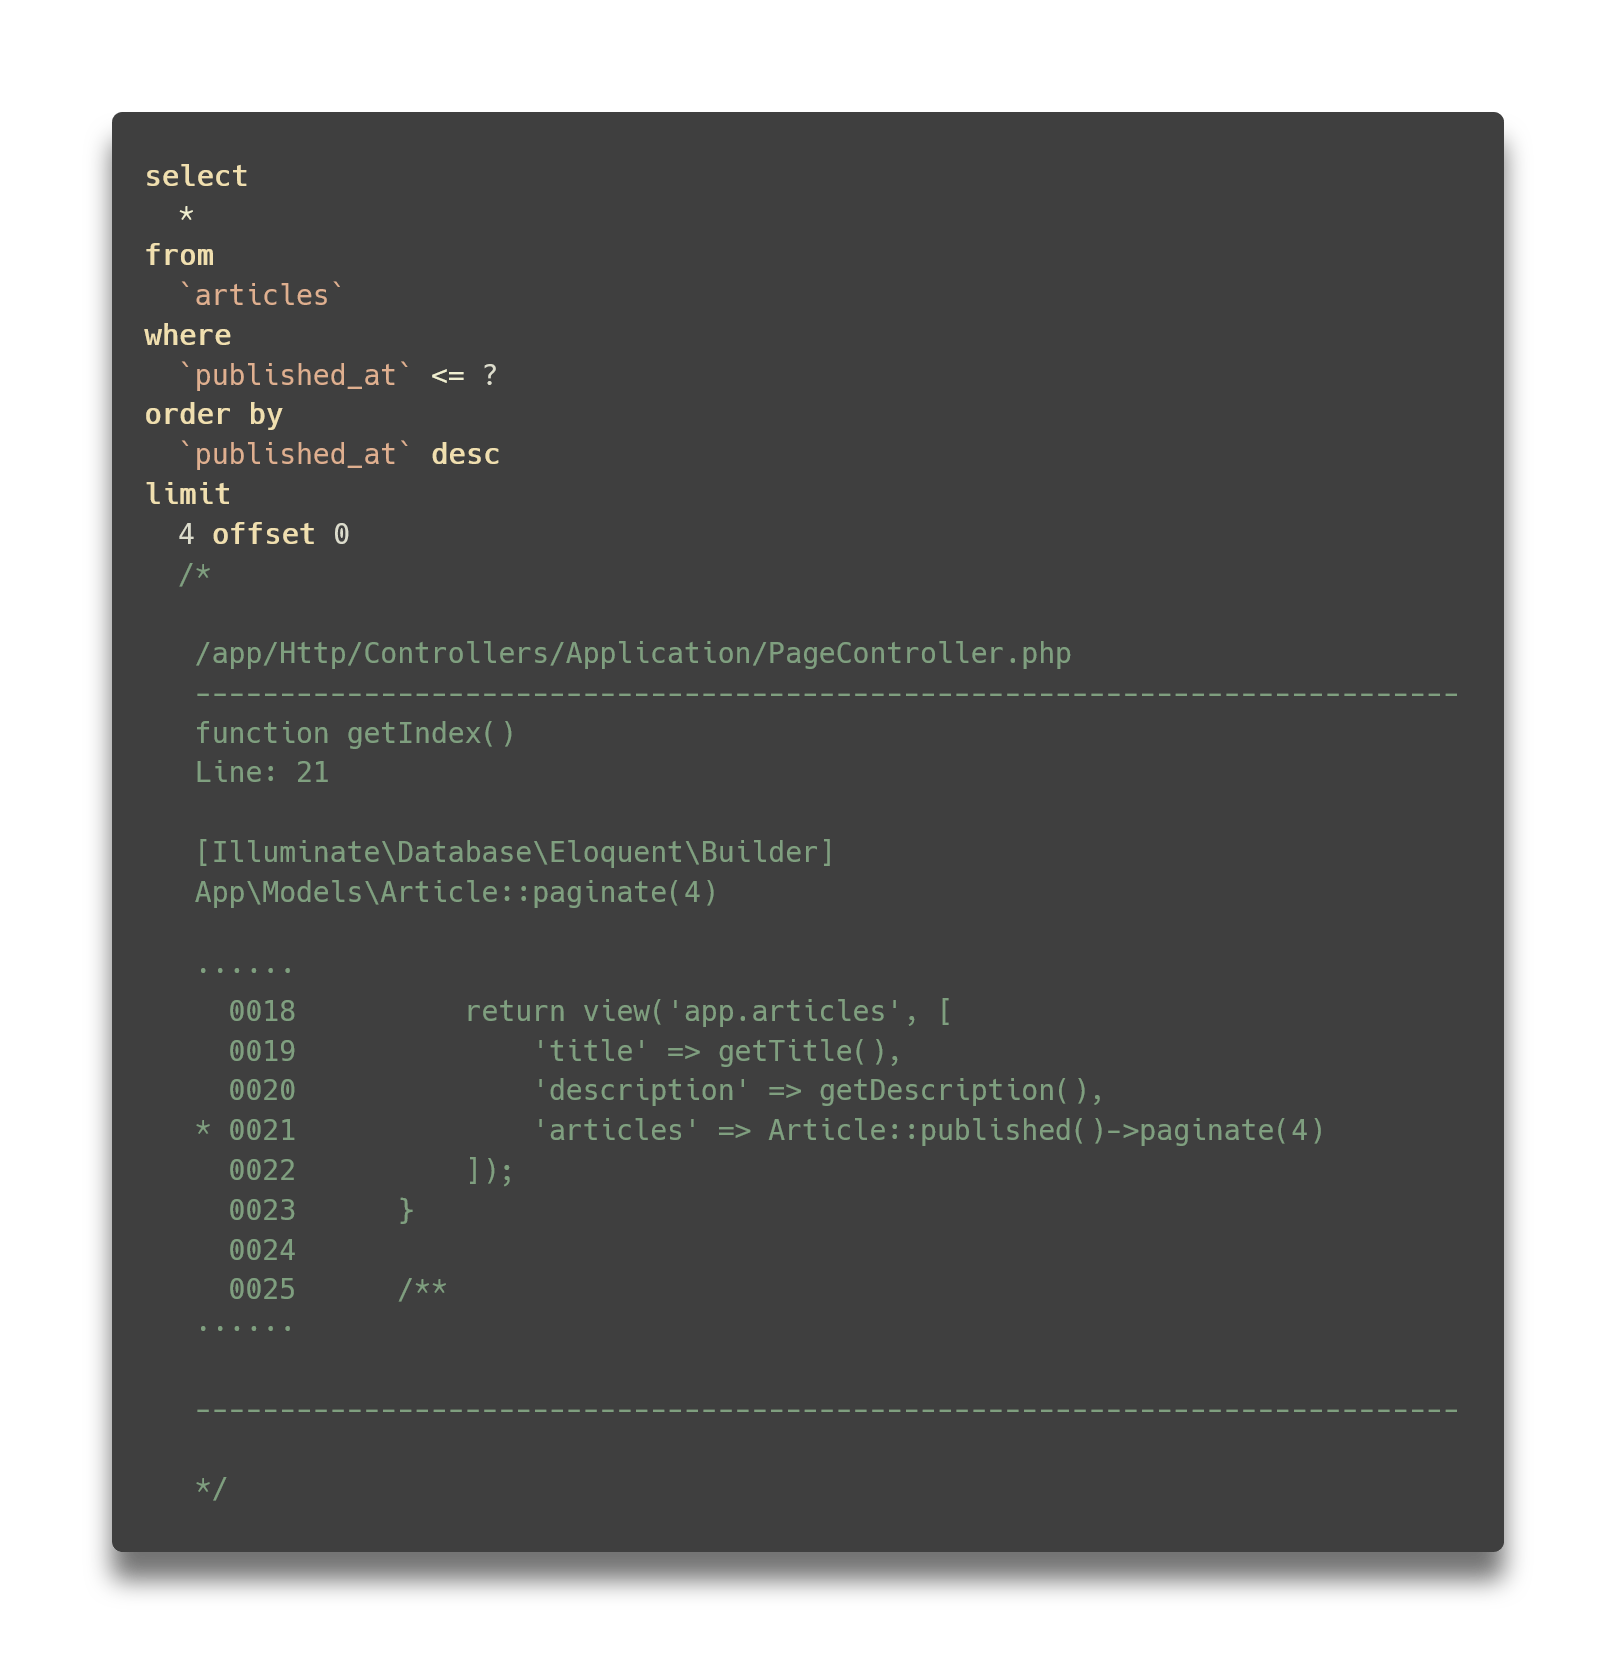 select
  *
from
  `articles`
where
  `published_at` <= ?
order by
  `published_at` desc
limit
  4 offset 0
  /*

   /app/Http/Controllers/Application/PageController.php
   ---------------------------------------------------------------------------
   function getIndex()
   Line: 21

   [Illuminate\Database\Eloquent\Builder]
   App\Models\Article::paginate(4)

   ······
     0018          return view('app.articles', [
     0019              'title' => getTitle(),
     0020              'description' => getDescription(),
   * 0021              'articles' => Article::published()->paginate(4)
     0022          ]);
     0023      }
     0024
     0025      /**
   ······

   ---------------------------------------------------------------------------

   */